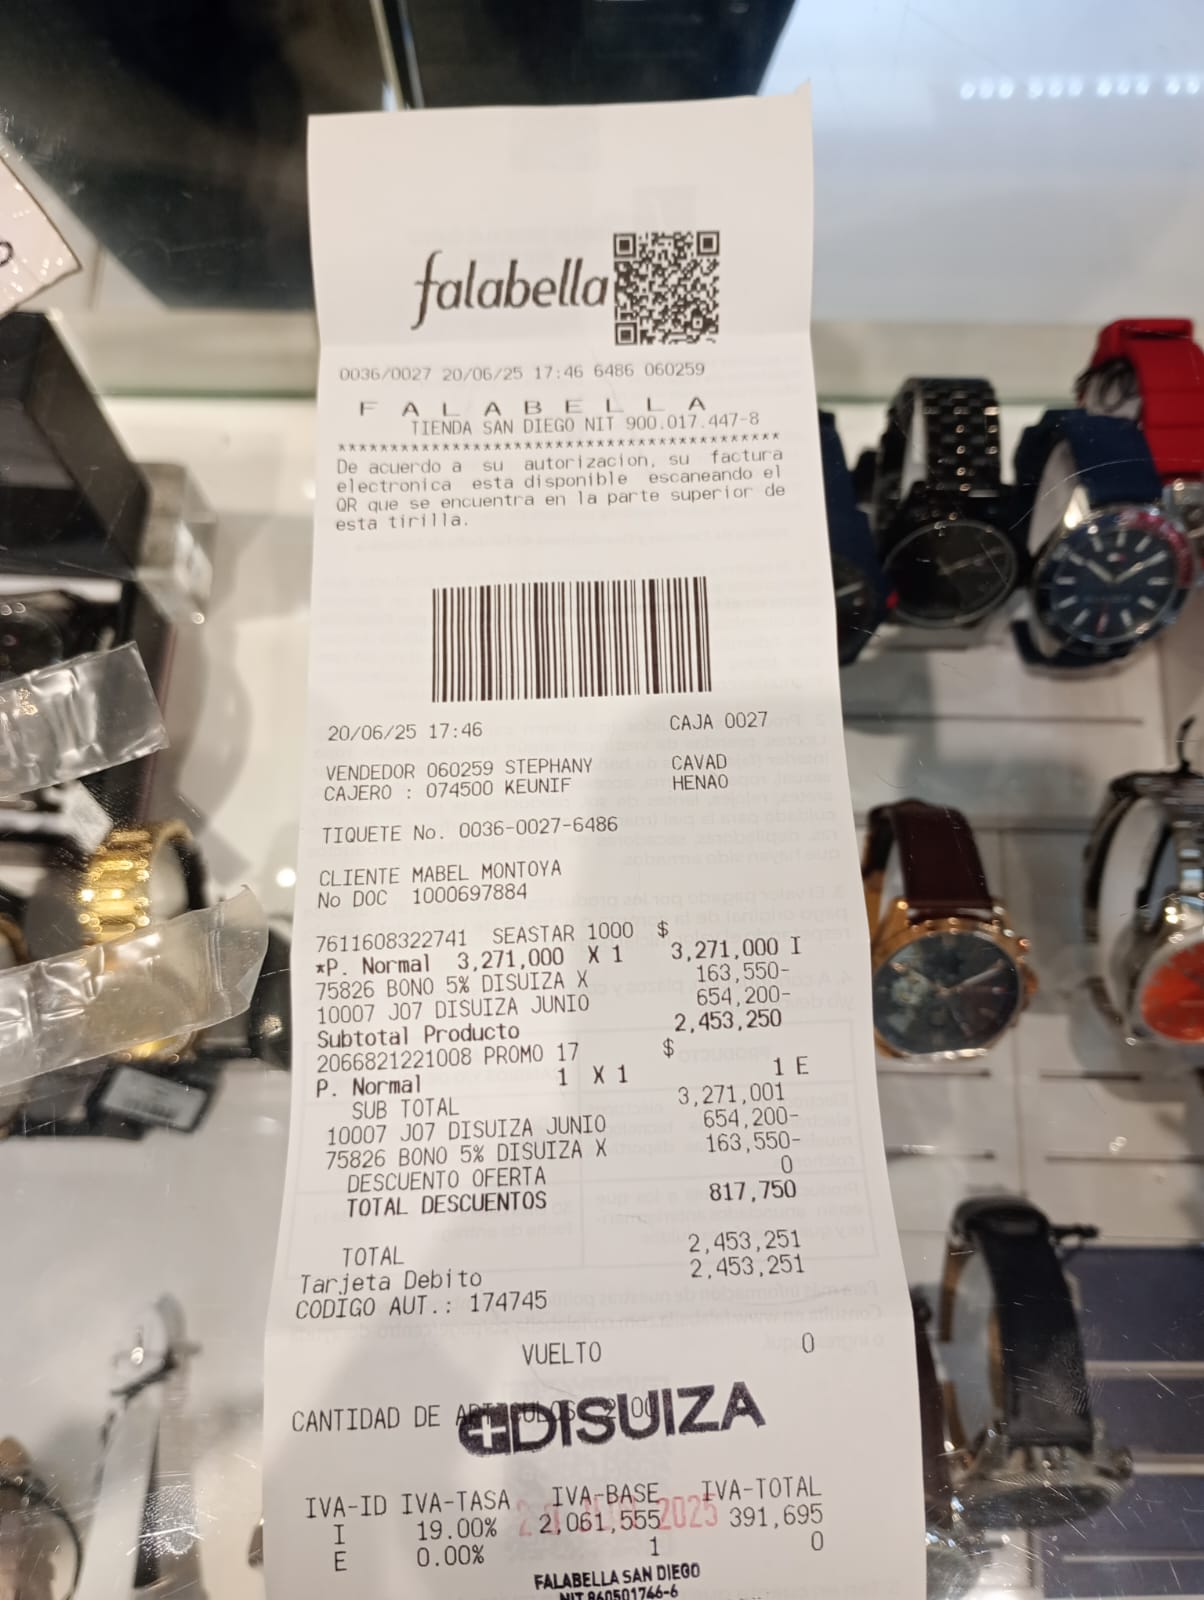 falabella
0036/0027 20/06/25 17:46 6486 060259
F A L A B E L L A
TIENDA SAN DIEGO NIT 900.017.447-8
******************************************
De acuerdo a su autorizacion, su factura
electronica esta disponible escaneando el
QR que se encuentra en la parte superior de
esta tirilla.
20/06/25 17:46 CAJA 0027
VENDEDOR 060259 STEPHANY CAVAD
CAJERO : 074500 KEUNIF HENAO
TIQUETE No. 0036-0027-6486
CLIENTE MABEL MONTOYA
No DOC 1000697884
7611608322741 SEASTAR 1000 $
*P. Normal 3,271,000 X 1 3,271,000 I
75826 BONO 5% DISUIZA X 163,550-
10007 J07 DISUIZA JUNIO 654,200-
Subtotal Producto 2,453,250
2066821221008 PROMO 17 $
P. Normal 1 X 1 1 E
SUB TOTAL 3,271,001
10007 J07 DISUIZA JUNIO 654,200-
75826 BONO 5% DISUIZA X 163,550-
DESCUENTO OFERTA 0
TOTAL DESCUENTOS 817,750
TOTAL 2,453,251
Tarjeta Debito 2,453,251
CODIGO AUT.: 174745
VUELTO 0
CANTIDAD DE
DISUIZA
IVA-ID IVA-TASA IVA-BASE IVA-TOTAL
I 19.00% 2,061,555 391,695
2025
E 0.00% 1 0
FALABELLA SAN DIEGO
NIT 860501746-6